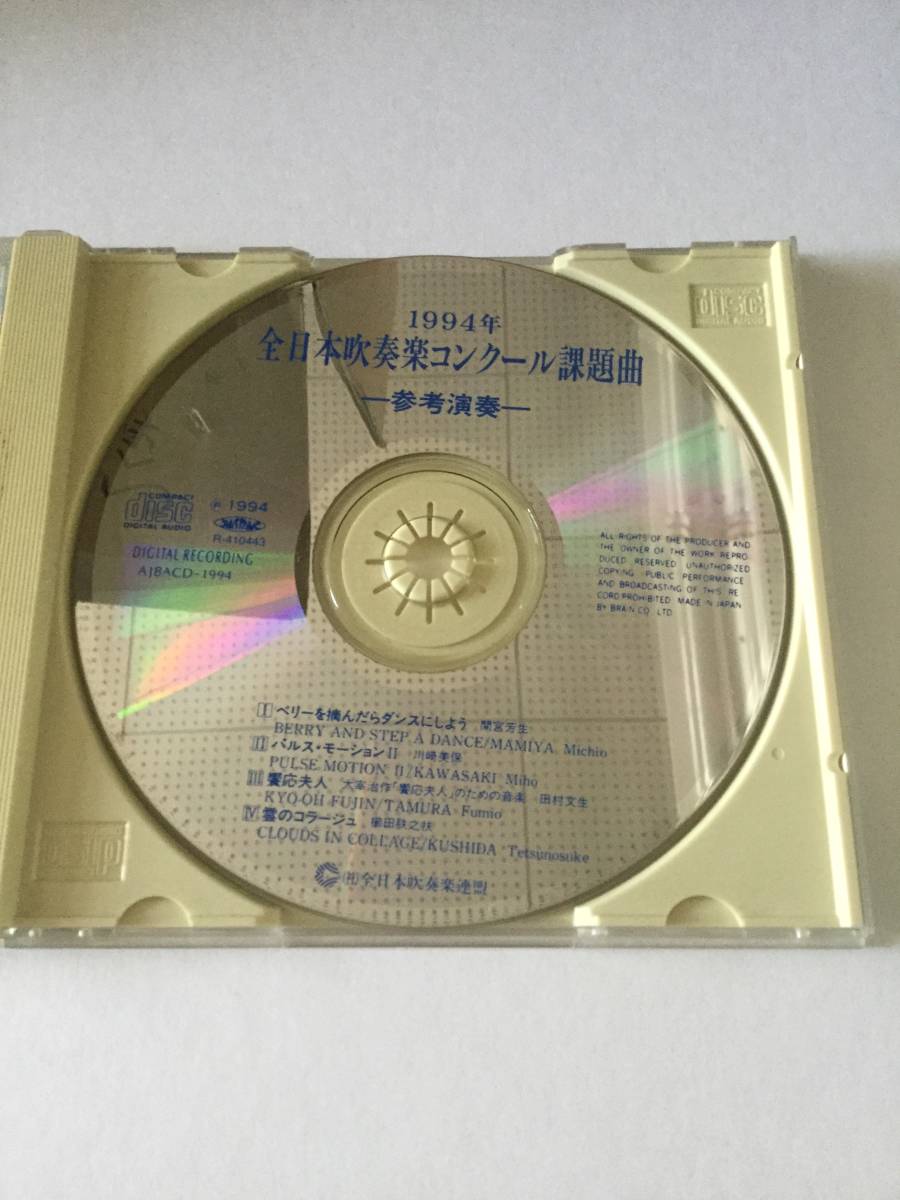 1994年
全日本吹奏楽コンクール課題曲
—参考演奏—
COMPACT
disc
DIGITAL AUDIO
℗ 1994
R-410443
DIGITAL RECORDING
AJBACD-1994
COMPACT
disc
DIGITAL AUDIO
ALL RIGHTS OF THE PRODUCER AND
THE OWNER OF THE WORK REPRO-
DUCED RESERVED UNAUTHORIZED
COPYING PUBLIC PERFORMANCE
AND BROADCASTING OF THIS RE-
CORD PROHIBITED MADE IN JAPAN
BY BRAIN CO., LTD.
Ⅰ ベリーを摘んだらダンスにしよう 間宮芳生
BERRY AND STEP A DANCE/MAMIYA Michio
Ⅱ パルス・モーションⅡ 川崎美保
PULSE MOTION Ⅱ/KAWASAKI Miho
Ⅲ 饗応夫人 太宰治作「饗応夫人」のための音楽 田村文生
KYO-OH FUJIN/TAMURA Fumio
Ⅳ 雲のコラージュ 櫛田胅之扶
CLOUDS IN COLLAGE/KUSHIDA Tetsunosuke
㈳全日本吹奏楽連盟